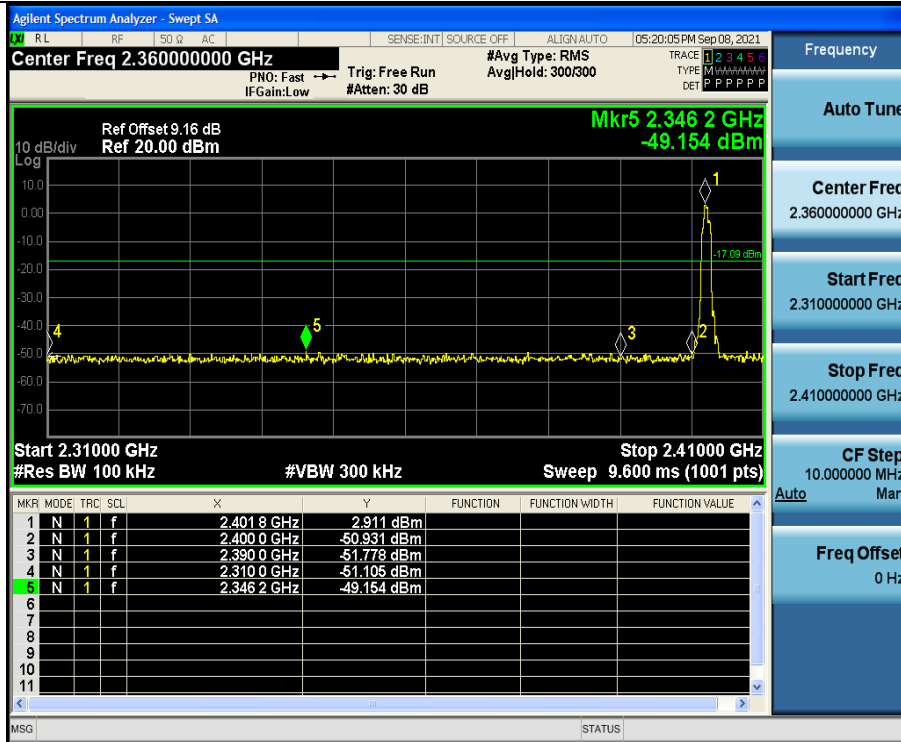 Agilent Spectrum Analyzer - Swept SA
LXI RL RF 50 Ω AC SENSE:INT SOURCE OFF ALIGN AUTO 05:20:05 PM Sep 08, 2021
Center Freq 2.360000000 GHz
PNO: Fast
IFGain:Low
Trig: Free Run
#Atten: 30 dB
#Avg Type: RMS
Avg|Hold: 300/300
TRACE 1 2 3 4 5 6
TYPE M
DET P P P P P P
Mkr5 2.346 2 GHz
-49.154 dBm
Ref Offset 9.16 dB
10 dB/div Ref 20.00 dBm
Log
10.0
0.00
-10.0
-20.0
-30.0
-40.0
-50.0
-60.0
-70.0
1
-17.09 dBm
4
5
3
2
Start 2.31000 GHz Stop 2.41000 GHz
#Res BW 100 kHz #VBW 300 kHz Sweep 9.600 ms (1001 pts)
MKR MODE TRC SCL X Y FUNCTION FUNCTION WIDTH FUNCTION VALUE
1 N 1 f 2.401 8 GHz 2.911 dBm
2 N 1 f 2.400 0 GHz -50.931 dBm
3 N 1 f 2.390 0 GHz -51.778 dBm
4 N 1 f 2.310 0 GHz -51.105 dBm
5 N 1 f 2.346 2 GHz -49.154 dBm
6
7
8
9
10
11
MSG STATUS
Frequency
Auto Tune
Center Freq
2.360000000 GHz
Start Freq
2.310000000 GHz
Stop Freq
2.410000000 GHz
CF Step
10.000000 MHz
Auto Man
Freq Offset
0 Hz